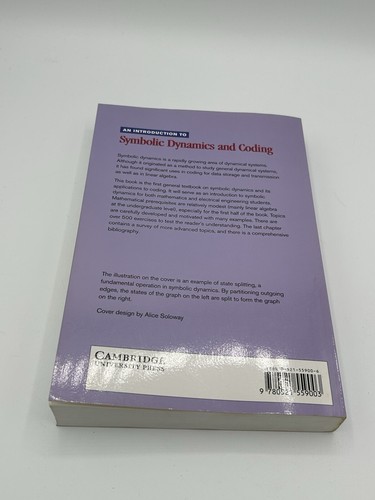 AN INTRODUCTION TO
Symbolic Dynamics and Coding
Symbolic dynamics is a rapidly growing area of dynamical systems.
Although it originated as a method to study general dynamical systems,
it has found significant uses in coding for data storage and transmission
as well as in linear algebra.
This book is the first general textbook on symbolic dynamics and its
applications to coding. It will serve as an introduction to symbolic
dynamics for both mathematics and electrical engineering students.
Mathematical prerequisites are relatively modest (mainly linear algebra
at the undergraduate level), especially for the first half of the book. Topics
are carefully developed and motivated with many examples. There are
over 500 exercises to test the reader's understanding. The last chapter
contains a survey of more advanced topics, and there is a comprehensive
bibliography.
The illustration on the cover is an example of state splitting, a
fundamental operation in symbolic dynamics. By partitioning outgoing
edges, the states of the graph on the left are split to form the graph
on the right.
Cover design by Alice Soloway
CAMBRIDGE
UNIVERSITY PRESS
ISBN 0-521-55900-6
9 780521 559003